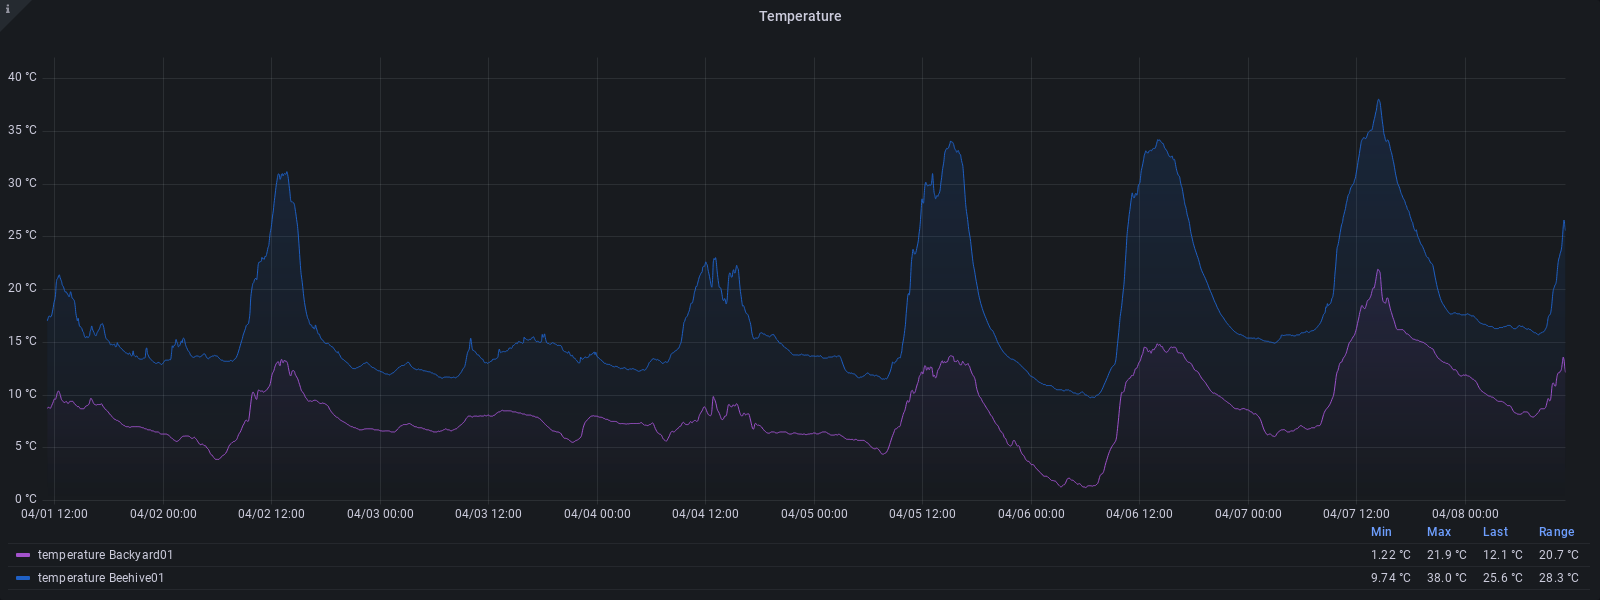 i
Temperature
40 °C
35 °C
30 °C
25 °C
20 °C
15 °C
10 °C
5 °C
0 °C
04/01 12:00 04/02 00:00 04/02 12:00 04/03 00:00 04/03 12:00 04/04 00:00 04/04 12:00 04/05 00:00 04/05 12:00 04/06 00:00 04/06 12:00 04/07 00:00 04/07 12:00 04/08 00:00
Min Max Last Range
temperature Backyard01 1.22 °C 21.9 °C 12.1 °C 20.7 °C
temperature Beehive01 9.74 °C 38.0 °C 25.6 °C 28.3 °C